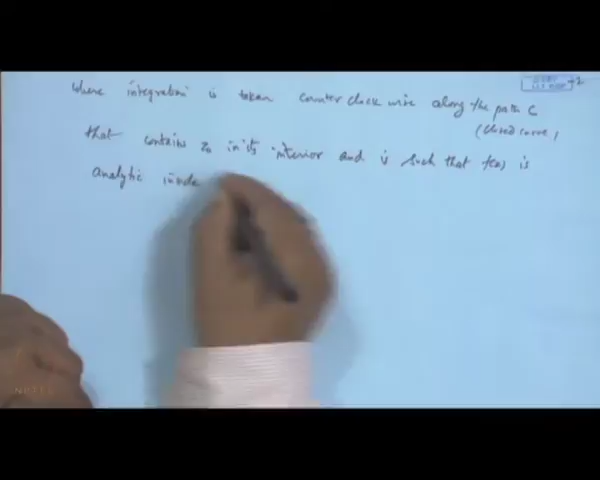 where integration is taken counter clock wise along the path C
(closed curve)
that contains z0 in its interior and is such that f(z) is
analytic inside
NPTEL